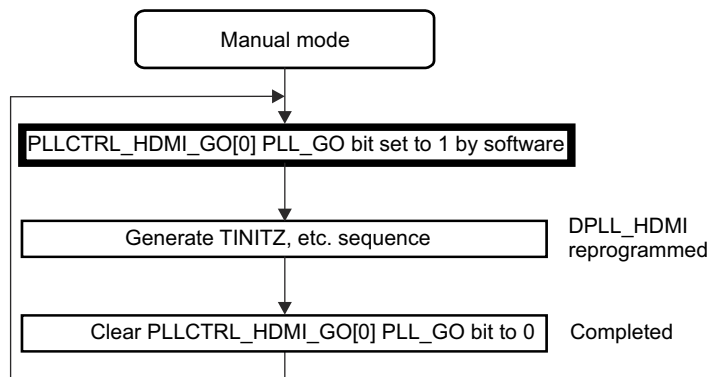 Manual mode
PLLCTRL_HDMI_GO[0] PLL_GO bit set to 1 by software
Generate TINITZ, etc. sequence
DPLL_HDMI
reprogrammed
Clear PLLCTRL_HDMI_GO[0] PLL_GO bit to 0
Completed